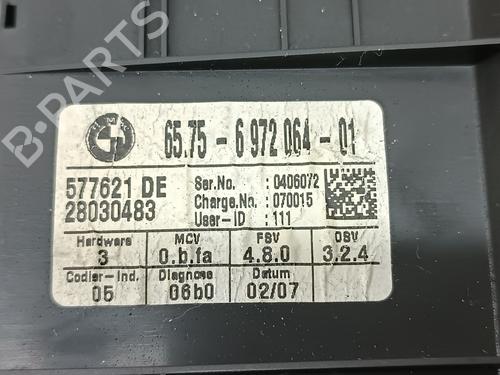 B-PARTS
BMW
65.75 - 6 972 064 - 01
577621 DE
28030483
Ser.No. : 0406072
Charge.No. : 070015
User-ID : 111
Hardware MCV FSV OSV
3 0.b.fa 4.8.0 3.2.4
Codier-Ind. Diagnose Datum
05 06b0 02/07